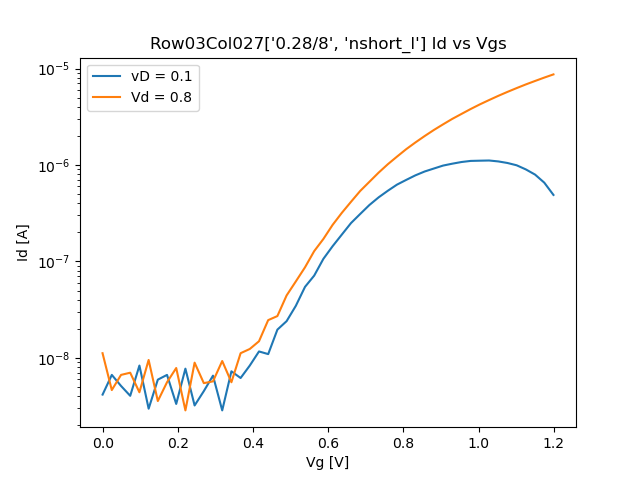 Row03Col027['0.28/8', 'nshort_l'] Id vs Vgs
vD = 0.1
Vd = 0.8
Id [A]
10⁻⁵
10⁻⁶
10⁻⁷
10⁻⁸
0.0 0.2 0.4 0.6 0.8 1.0 1.2
Vg [V]